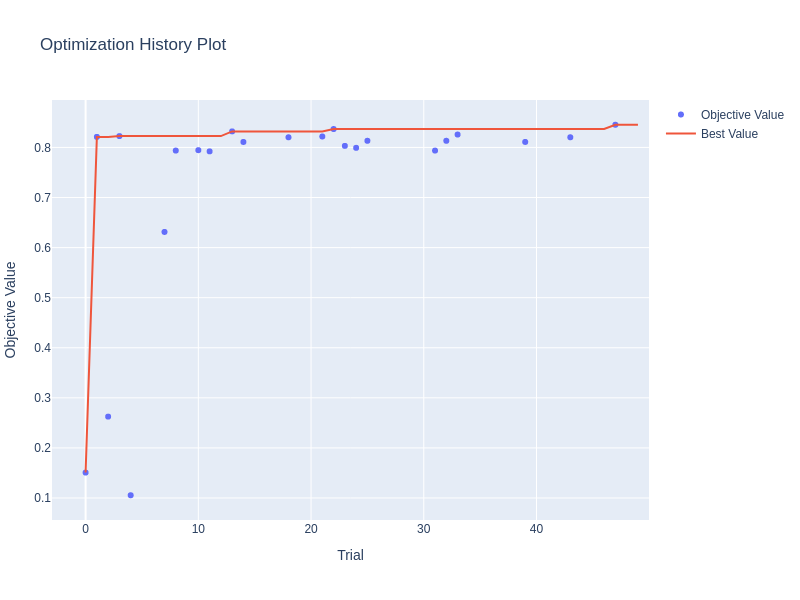 Optimization History Plot
Objective Value
Best Value
0.8
0.7
0.6
0.5
0.4
0.3
0.2
0.1
Objective Value
0
10
20
30
40
Trial